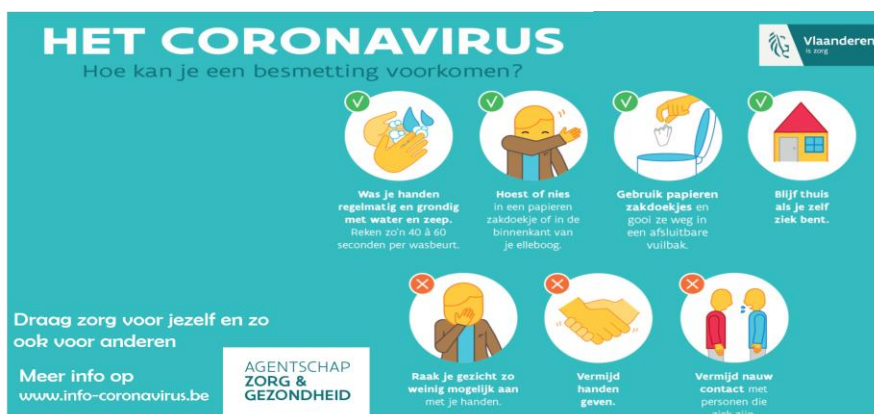 HET CORONAVIRUS
Hoe kan je een besmetting voorkomen?
Vlaanderen
is zorg
Was je handen
regelmatig en grondig
met water en zeep.
Reken zo'n 40 à 60
seconden per wasbeurt.
Hoest of nies
in een papieren
zakdoekje of in de
binnenkant van
je elleboog.
Gebruik papieren
zakdoekjes en
gooi ze weg in
een afsluitbare
vuilbak.
Blijf thuis
als je zelf
ziek bent.
Raak je gezicht zo
weinig mogelijk aan
met je handen.
Vermijd
handen
geven.
Vermijd nauw
contact met
personen die
Draag zorg voor jezelf en zo
ook voor anderen
Meer info op
www.info-coronavirus.be
AGENTSCHAP
ZORG &
GEZONDHEID